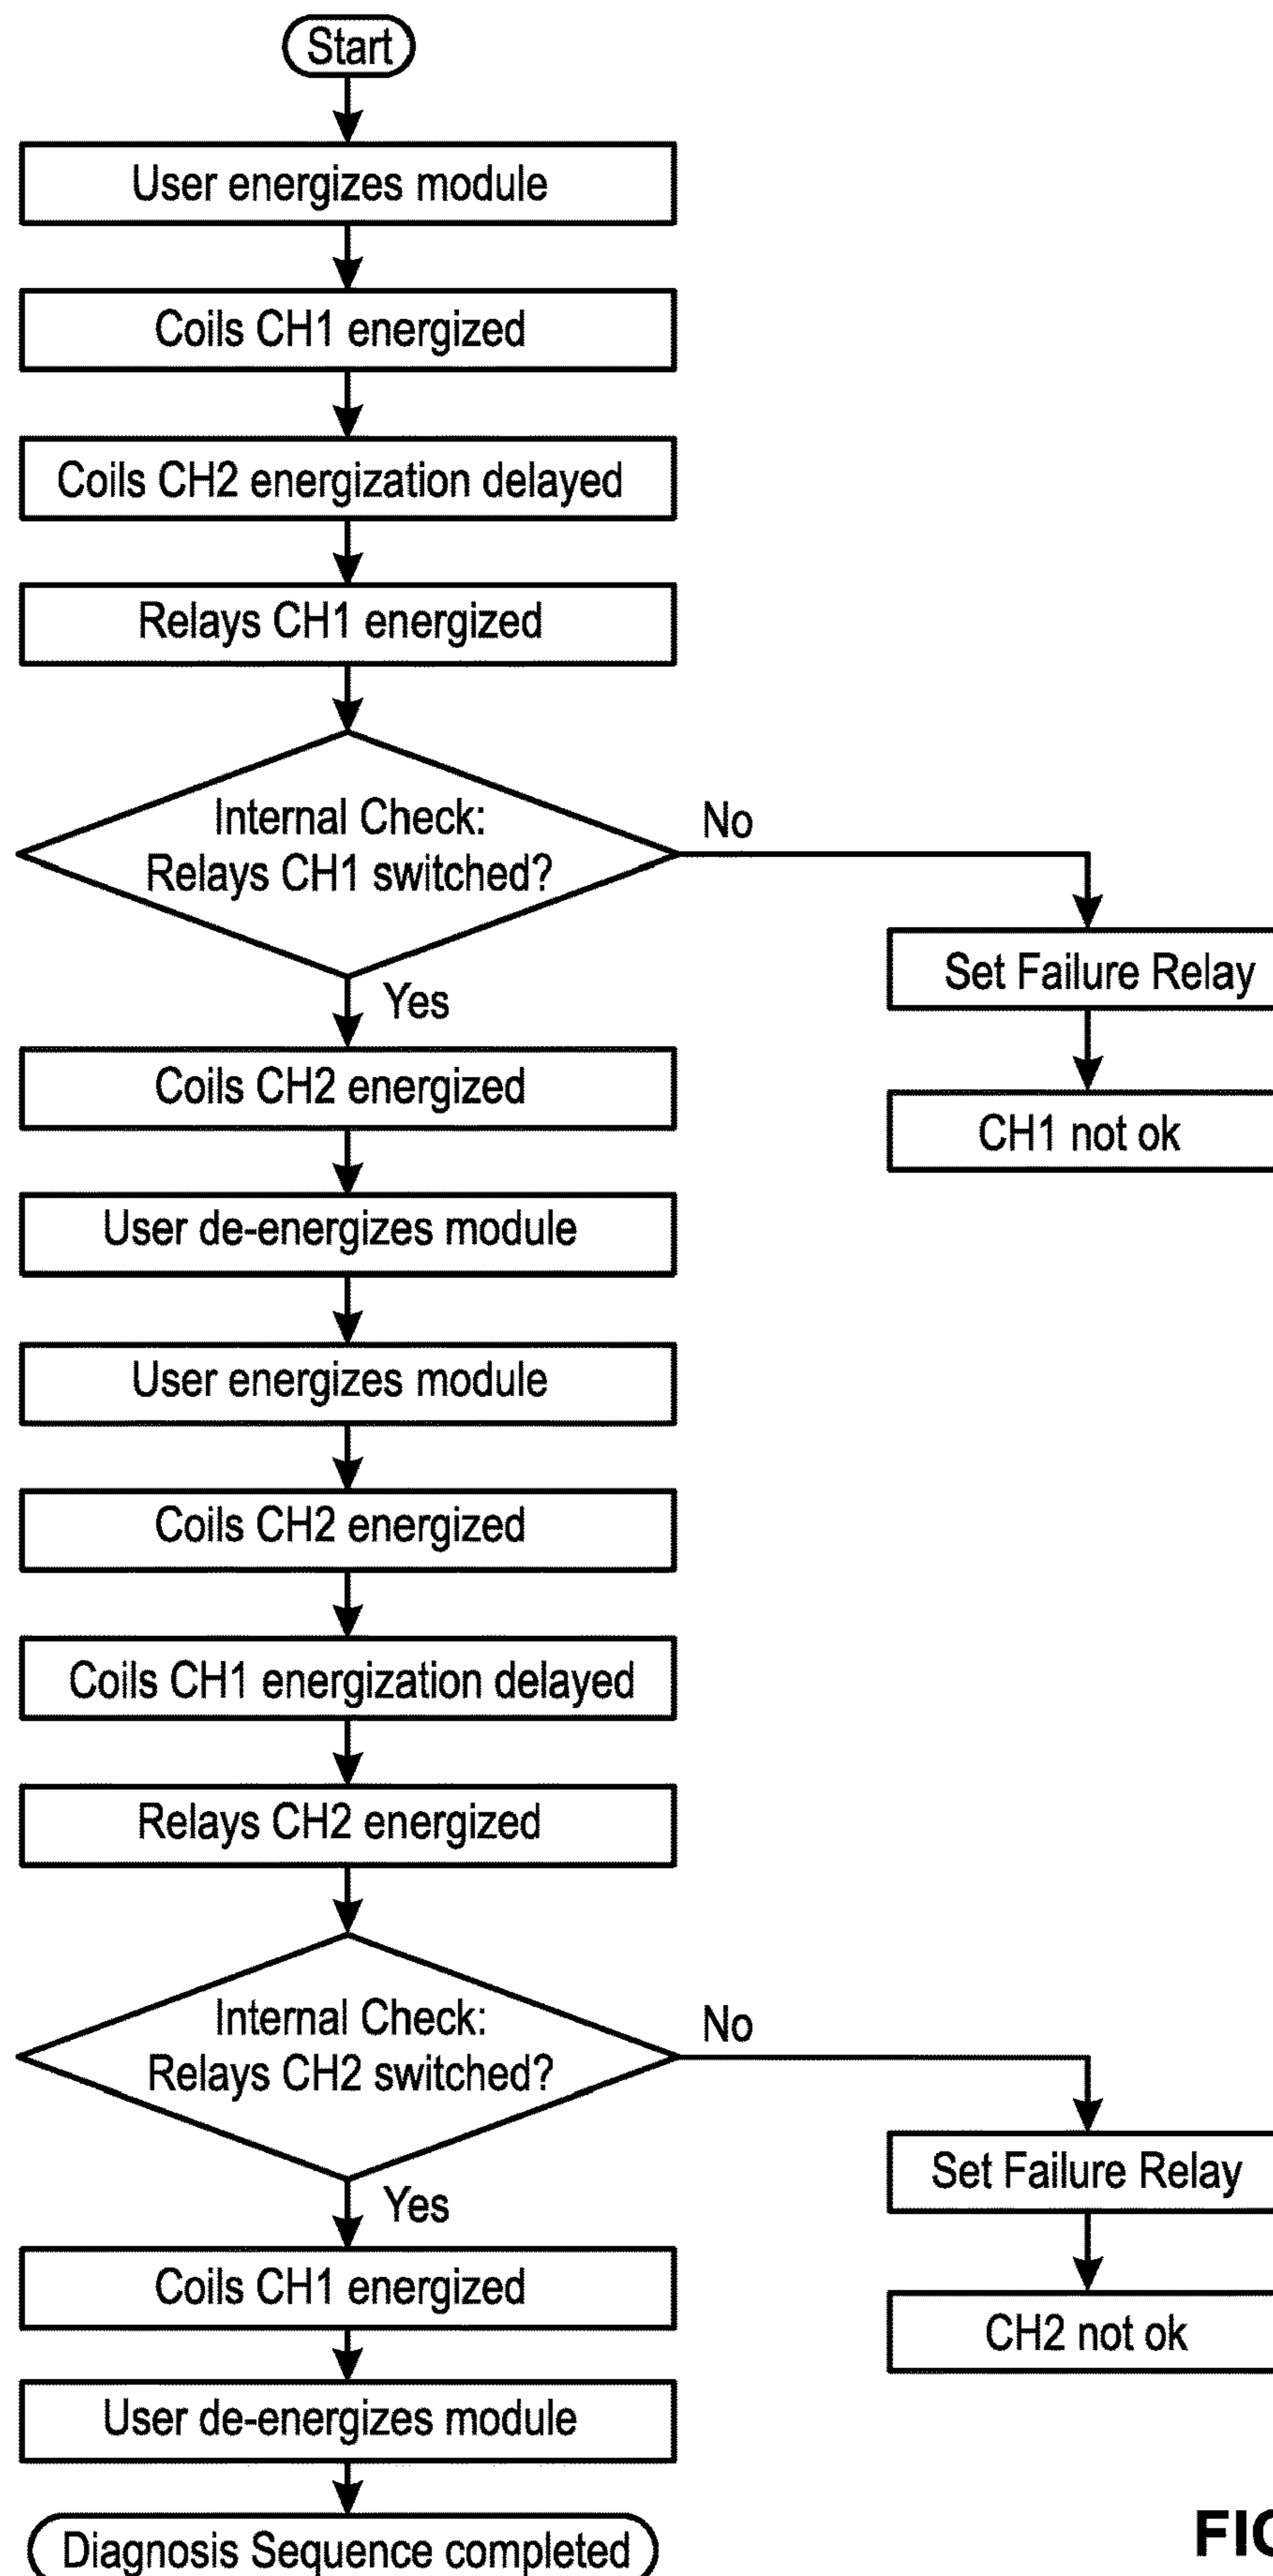 Start
User energizes module
Coils CH1 energized
Coils CH2 energization delayed
Relays CH1 energized
Internal Check:
Relays CH1 switched?
No
Set Failure Relay
CH1 not ok
Yes
Coils CH2 energized
User de-energizes module
User energizes module
Coils CH2 energized
Coils CH1 energization delayed
Relays CH2 energized
Internal Check:
Relays CH2 switched?
No
Set Failure Relay
CH2 not ok
Yes
Coils CH1 energized
User de-energizes module
Diagnosis Sequence completed